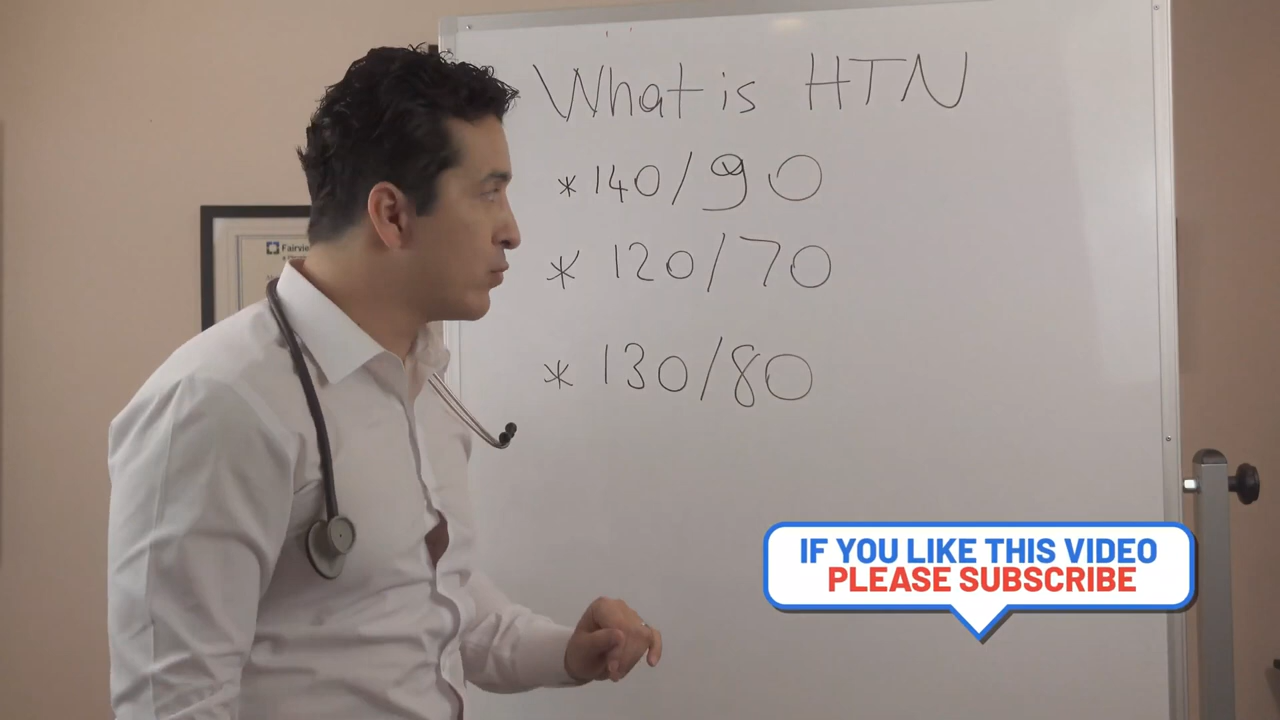 What is HTN
* 140/90
* 120/70
* 130/80
IF YOU LIKE THIS VIDEO
PLEASE SUBSCRIBE